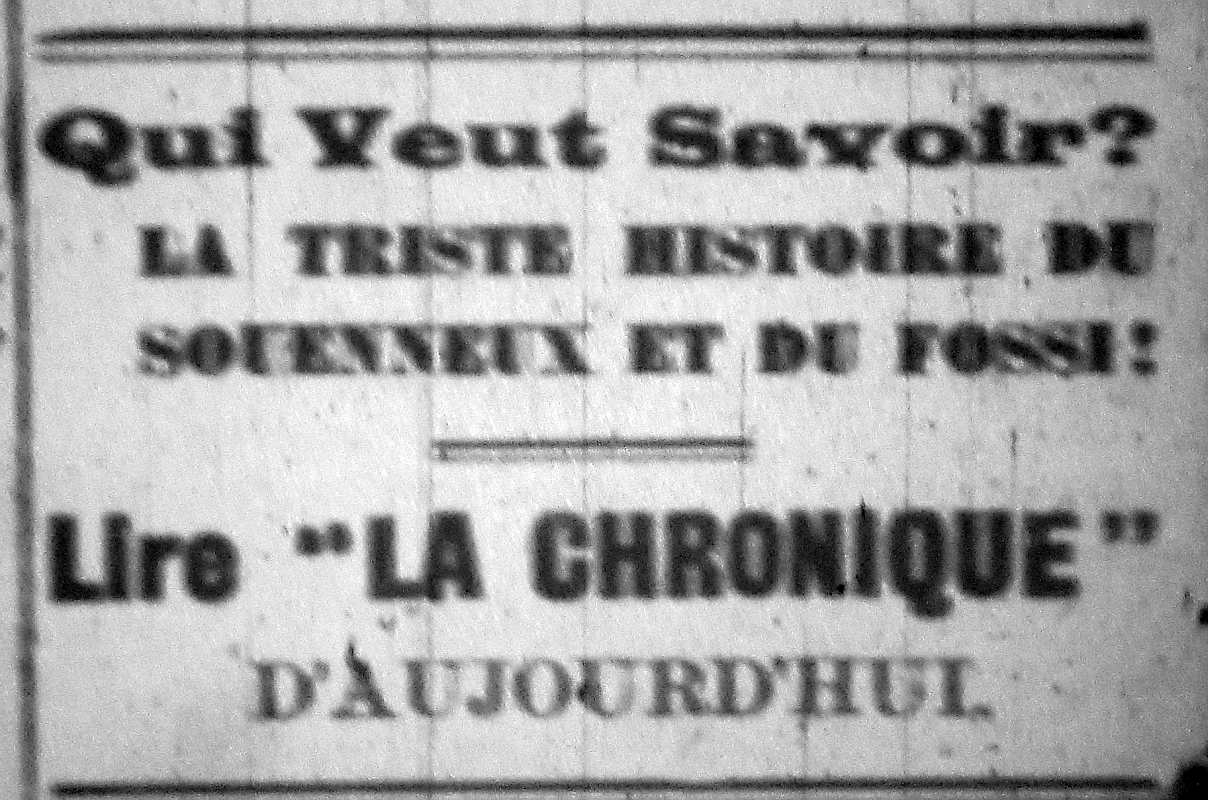 Qui Veut Savoir?
LA TRISTE HISTOIRE DU
SOUENNEUX ET DU FOSSI!
Lire "LA CHRONIQUE"
D'AUJOURD'HUI.